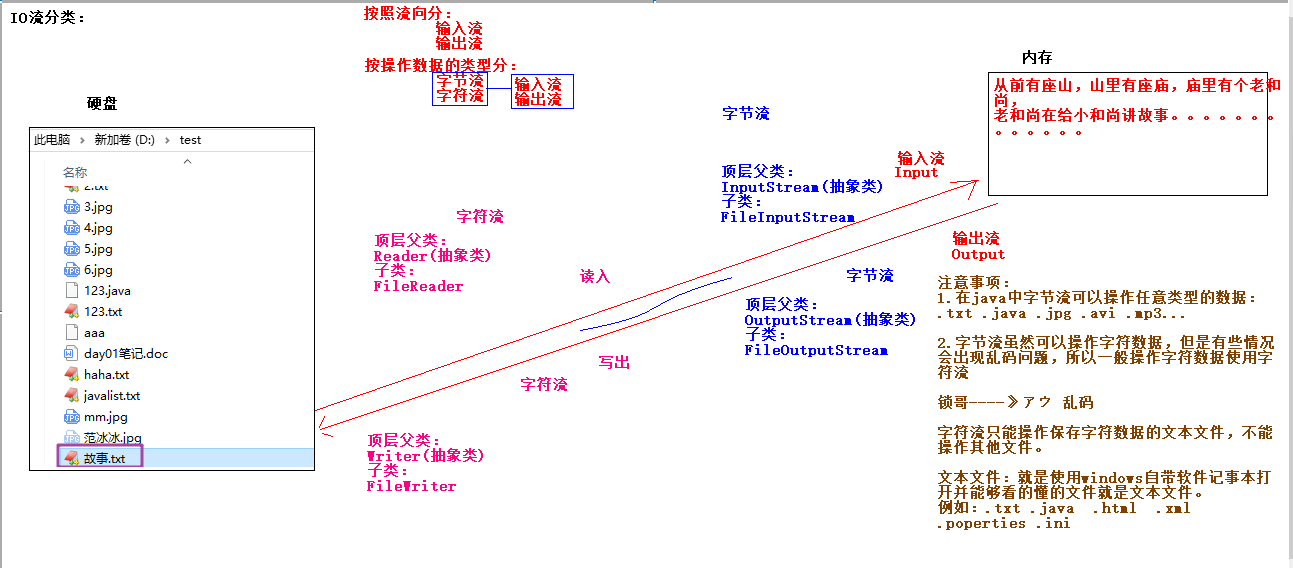 IO流分类：
按照流向分：
输入流
输出流
按操作数据的类型分：
字节流
字符流
输入流
输出流
硬盘
此电脑 › 新加卷 (D:) › test
名称
2.txt
3.jpg
4.jpg
5.jpg
6.jpg
123.java
123.txt
aaa
day01笔记.doc
haha.txt
javalist.txt
mm.jpg
范冰冰.jpg
故事.txt
字符流
顶层父类：
Reader(抽象类)
子类：
FileReader
读入
字节流
顶层父类：
InputStream(抽象类)
子类：
FileInputStream
输入流
Input
内存
从前有座山，山里有座庙，庙里有个老和
尚，
老和尚在给小和尚讲故事。。。。。。。
。。。。。。
输出流
Output
字节流
顶层父类：
OutputStream(抽象类)
子类：
FileOutputStream
写出
字符流
顶层父类：
Writer(抽象类)
子类：
FileWriter
注意事项：
1.在java中字节流可以操作任意类型的数据：
.txt .java .jpg .avi .mp3...
2.字节流虽然可以操作字符数据，但是有些情况
会出现乱码问题，所以一般操作字符数据使用字
符流
锁哥----》アウ 乱码
字符流只能操作保存字符数据的文本文件，不能
操作其他文件。
文本文件：就是使用windows自带软件记事本打
开并能够看的懂的文件就是文本文件。
例如：.txt .java .html .xml
.poperties .ini